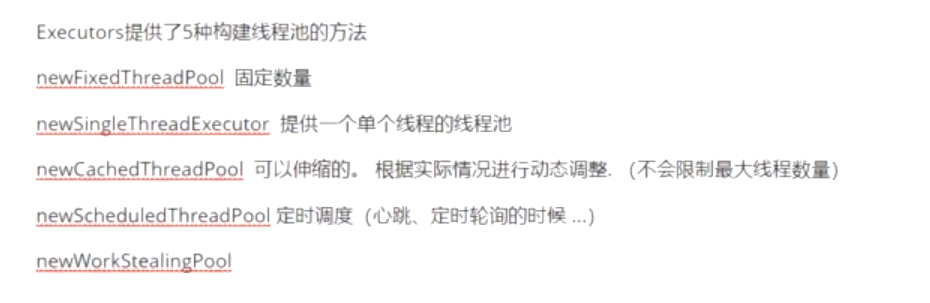 Executors提供了5种构建线程池的方法
newFixedThreadPool 固定数量
newSingleThreadExecutor 提供一个单个线程的线程池
newCachedThreadPool 可以伸缩的。 根据实际情况进行动态调整. （不会限制最大线程数量）
newScheduledThreadPool 定时调度（心跳、定时轮询的时候 ...）
newWorkStealingPool